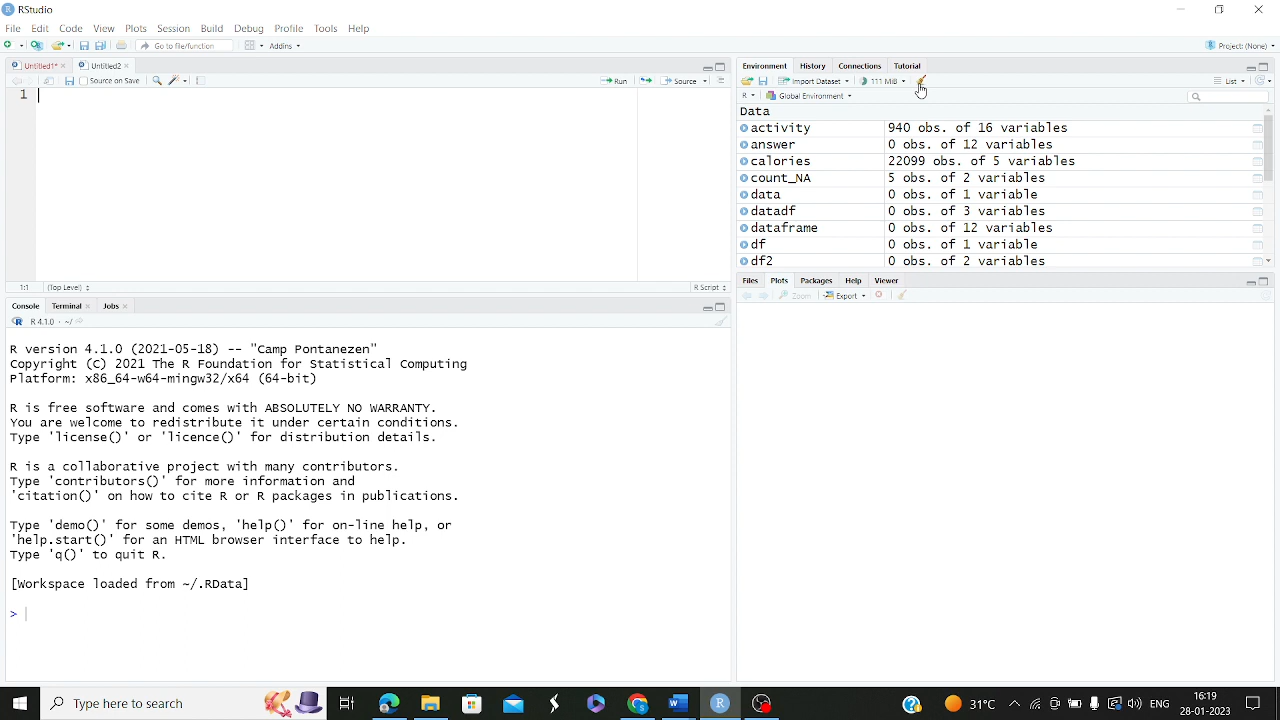 RStudio
File Edit Code View Plots Session Build Debug Profile Tools Help
Go to file/function Addins Project: (None)
Untitled1* Untitled2
Source on Save Run Source
1
1:1 (Top Level) R Script
Console Terminal Jobs
R 4.1.0 · ~/
R version 4.1.0 (2021-05-18) -- "Camp Pontanezen"
Copyright (C) 2021 The R Foundation for Statistical Computing
Platform: x86_64-w64-mingw32/x64 (64-bit)
R is free software and comes with ABSOLUTELY NO WARRANTY.
You are welcome to redistribute it under certain conditions.
Type 'license()' or 'licence()' for distribution details.
R is a collaborative project with many contributors.
Type 'contributors()' for more information and
'citation()' on how to cite R or R packages in publications.
Type 'demo()' for some demos, 'help()' for on-line help, or
'help.start()' for an HTML browser interface to help.
Type 'q()' to quit R.
[Workspace loaded from ~/.RData]
>
Environment History Connections Tutorial
Import Dataset 111 MiB List
R Global Environment
Data
activity 940 obs. of 16 variables
answer 0 obs. of 12 variables
calories 22099 obs. of 5 variables
count_NA 5 obs. of 2 variables
data 0 obs. of 1 variable
datadf 0 obs. of 3 variables
dataframe 0 obs. of 12 variables
df 0 obs. of 1 variable
df2 0 obs. of 2 variables
Files Plots Packages Help Viewer
Zoom Export
Type here to search 31°C ENG 16:19
28-01-2023